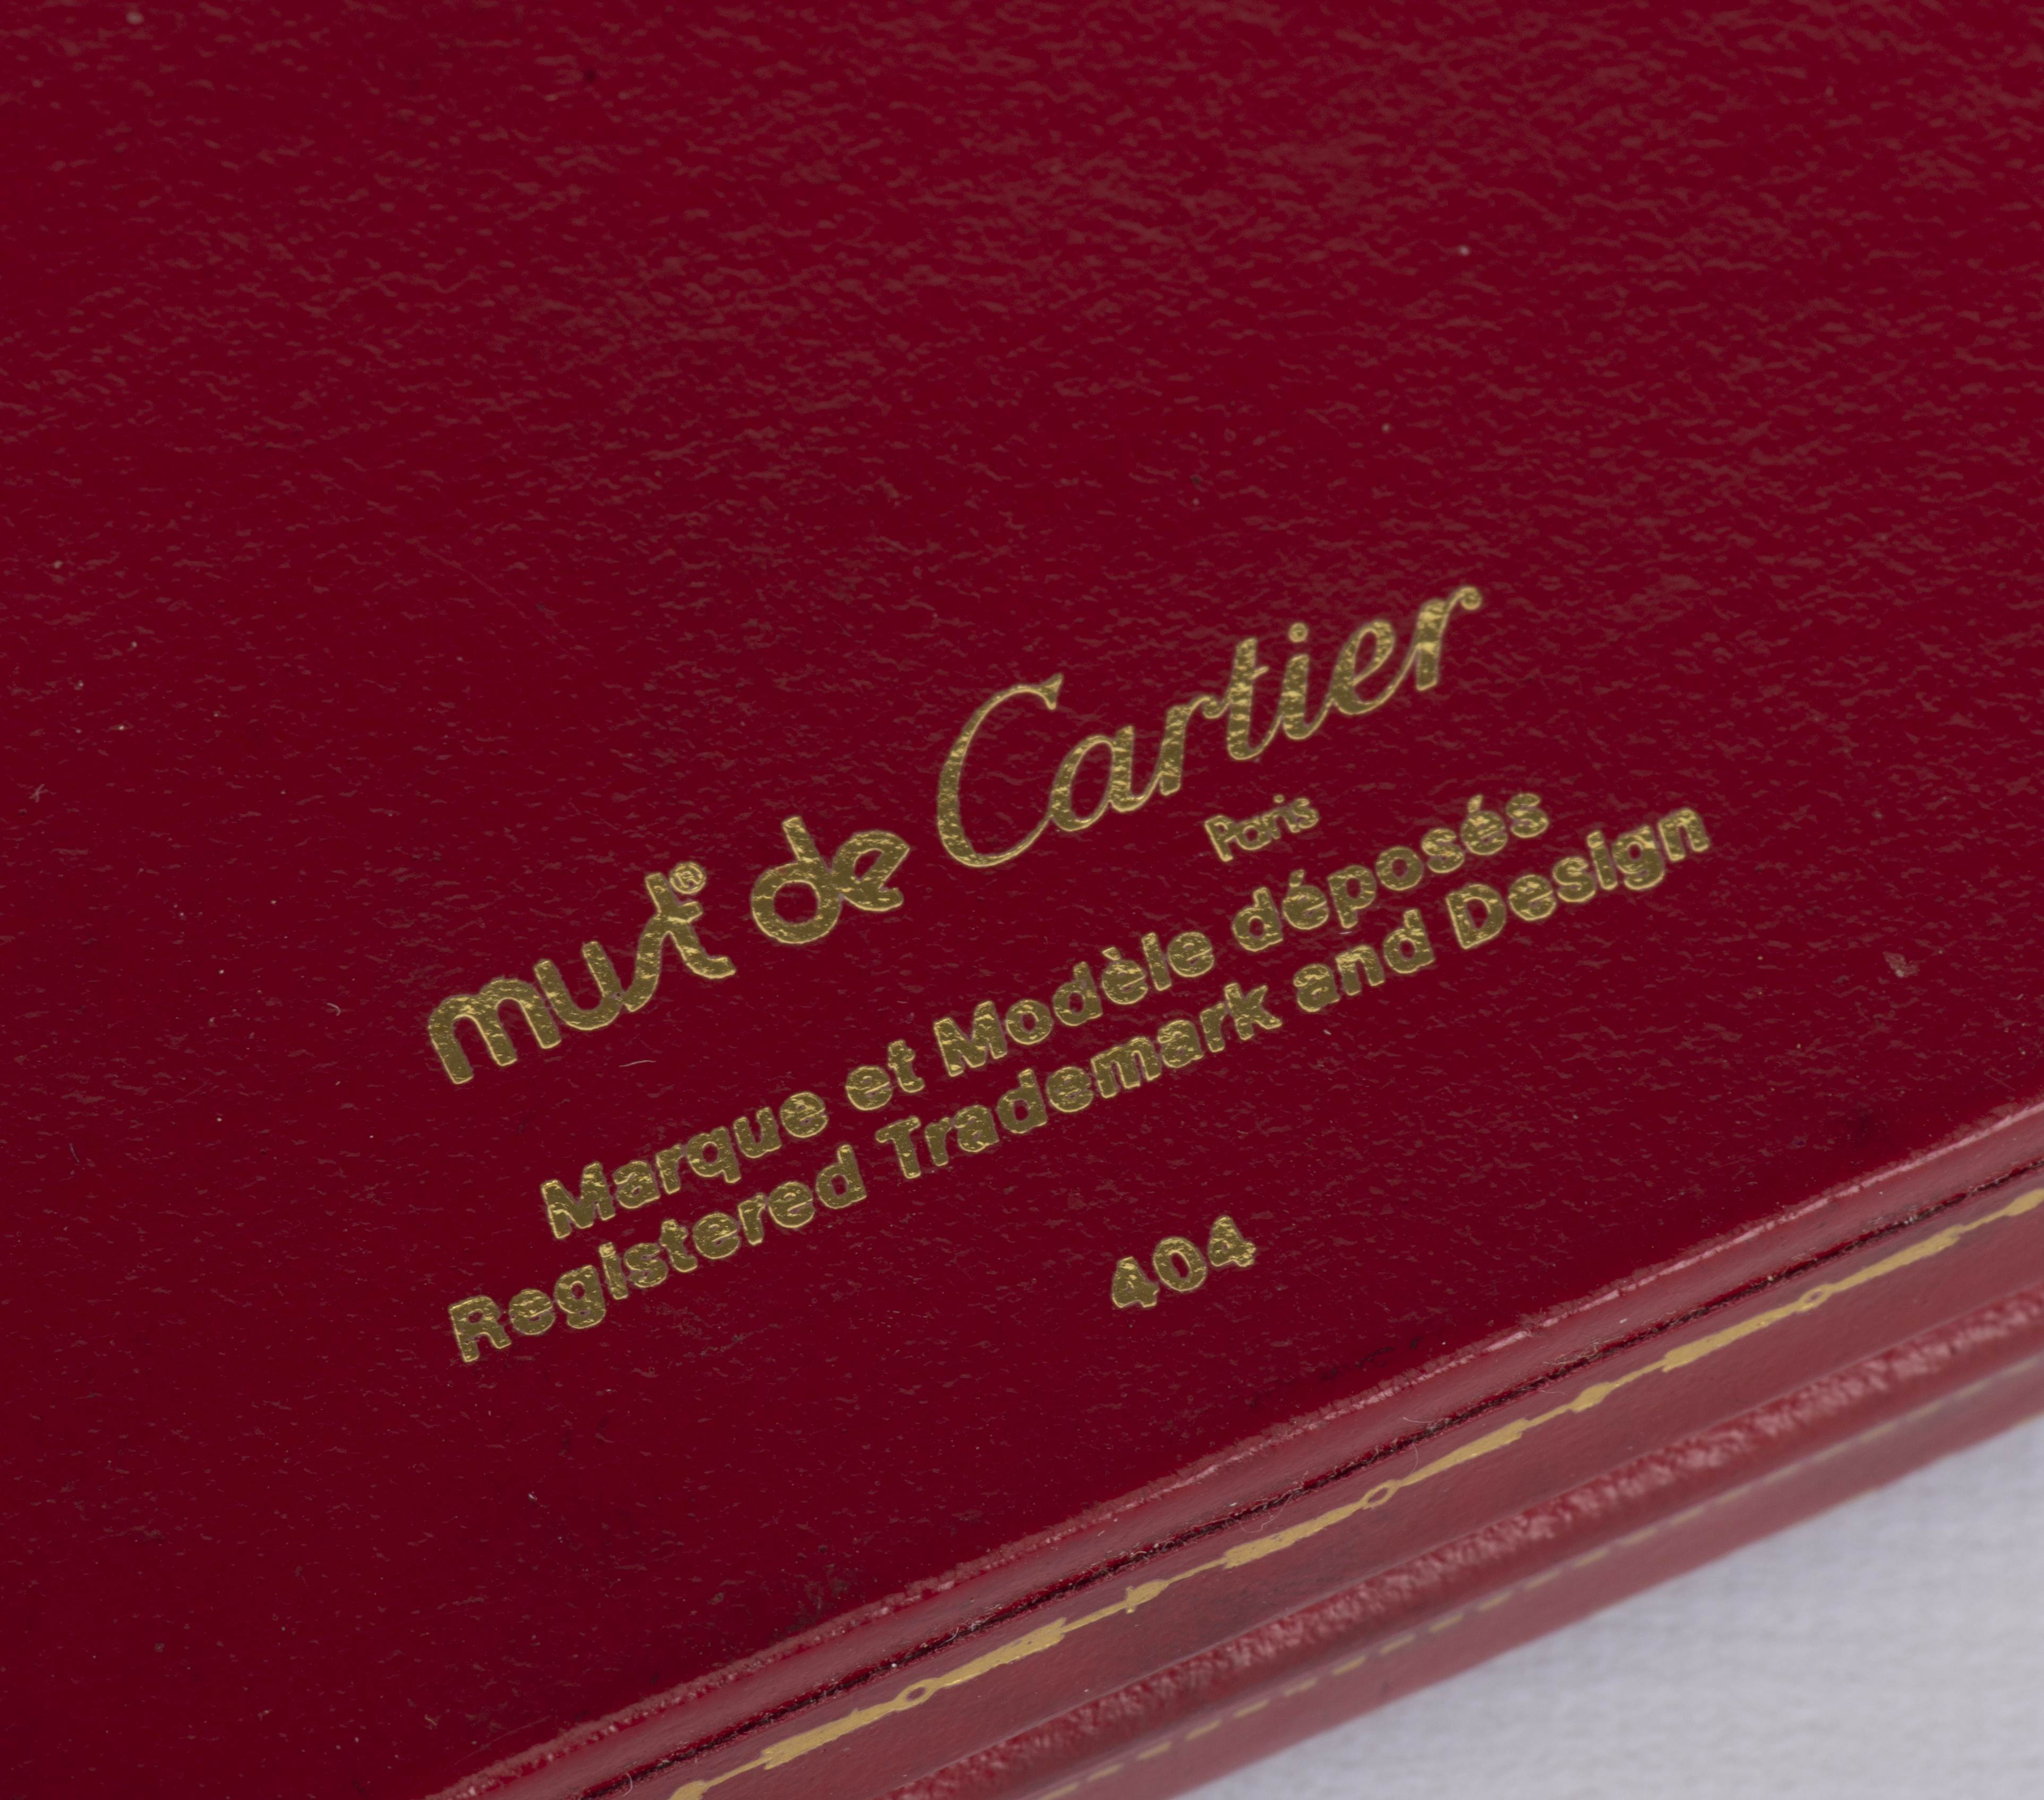 must® de Cartier
Paris
Marque et Modèle déposés
Registered Trademark and Design
404